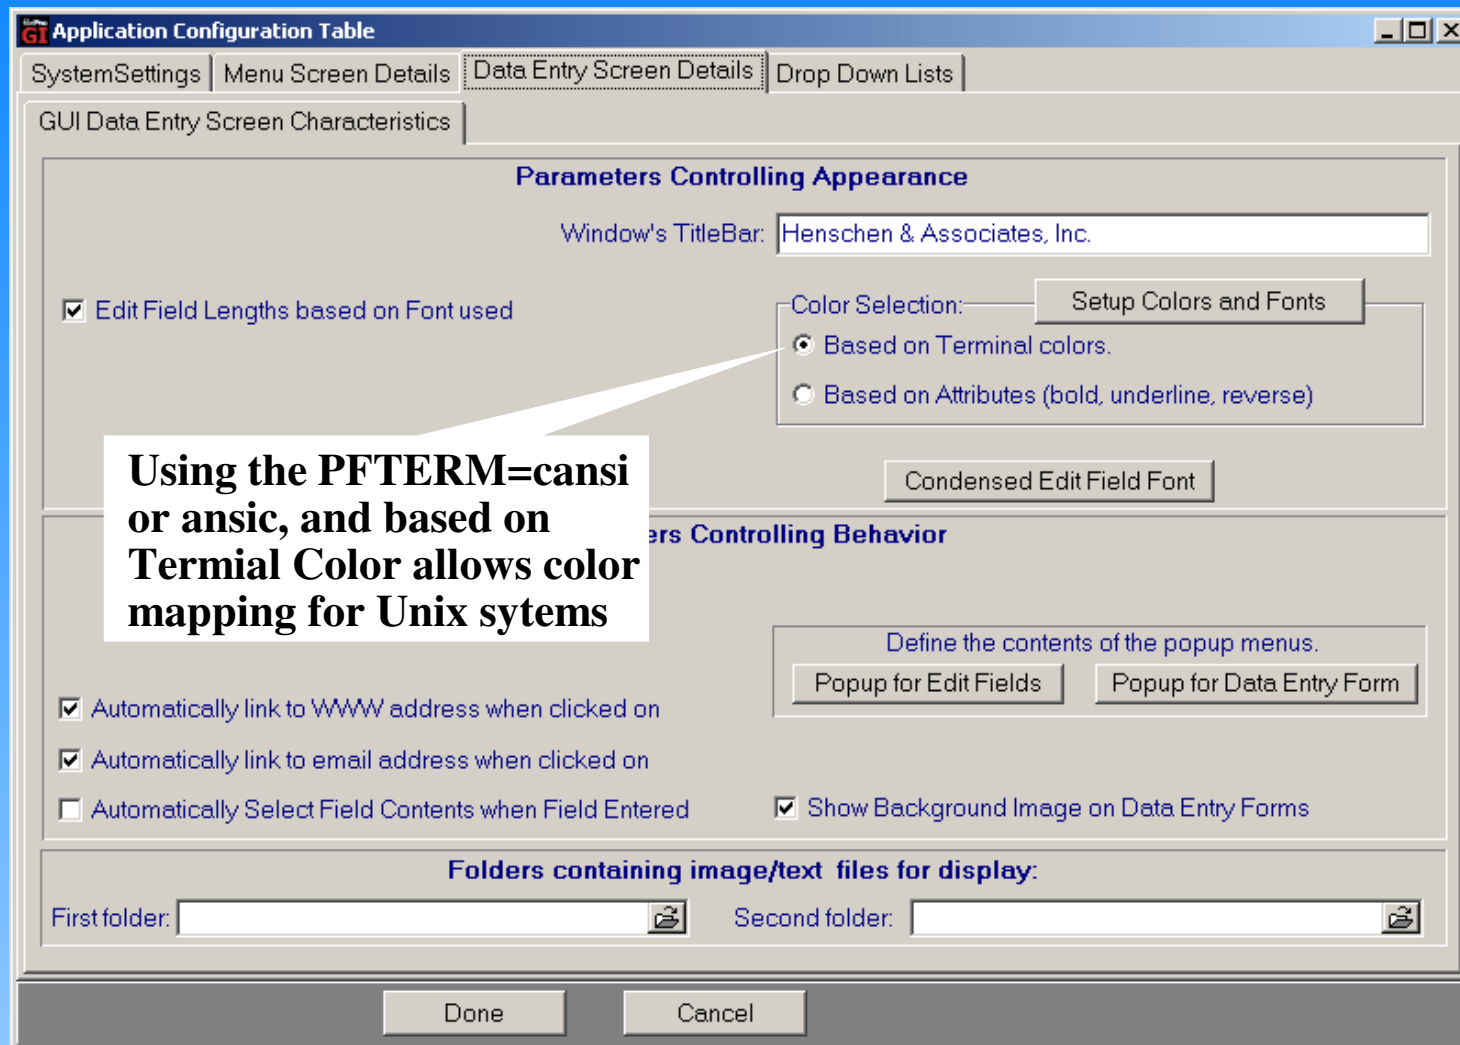 GI Application Configuration Table
SystemSettings Menu Screen Details Data Entry Screen Details Drop Down Lists
GUI Data Entry Screen Characteristics
Parameters Controlling Appearance
Window's TitleBar: Henschen & Associates, Inc.
Edit Field Lengths based on Font used
Color Selection: Setup Colors and Fonts
Based on Terminal colors.
Based on Attributes (bold, underline, reverse)
Condensed Edit Field Font
Using the PFTERM=cansi
or ansic, and based on
Termial Color allows color
mapping for Unix sytems
ers Controlling Behavior
Define the contents of the popup menus.
Popup for Edit Fields Popup for Data Entry Form
Automatically link to WWW address when clicked on
Automatically link to email address when clicked on
Automatically Select Field Contents when Field Entered
Show Background Image on Data Entry Forms
Folders containing image/text files for display:
First folder: Second folder:
Done Cancel